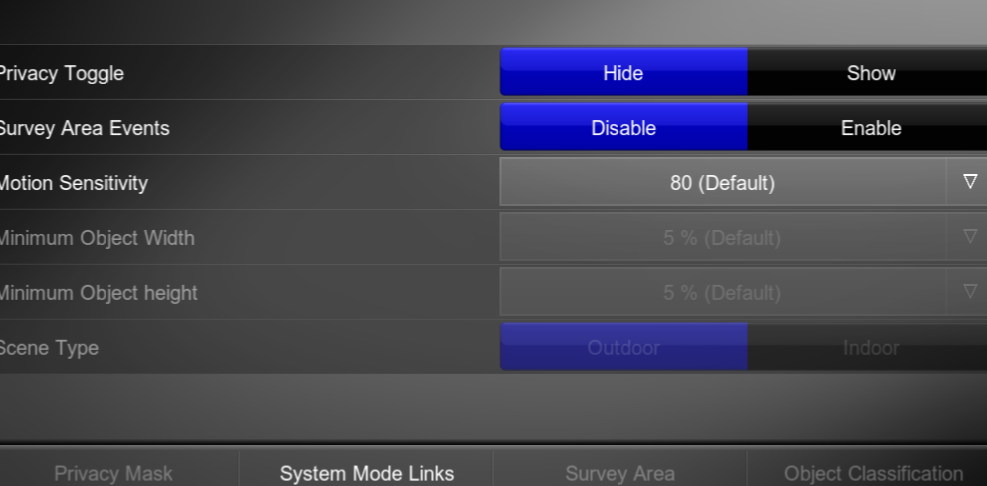 Privacy Toggle Hide Show
Survey Area Events Disable Enable
Motion Sensitivity 80 (Default)
Minimum Object Width 5 % (Default)
Minimum Object height 5 % (Default)
Scene Type Outdoor Indoor
Privacy Mask System Mode Links Survey Area Object Classification